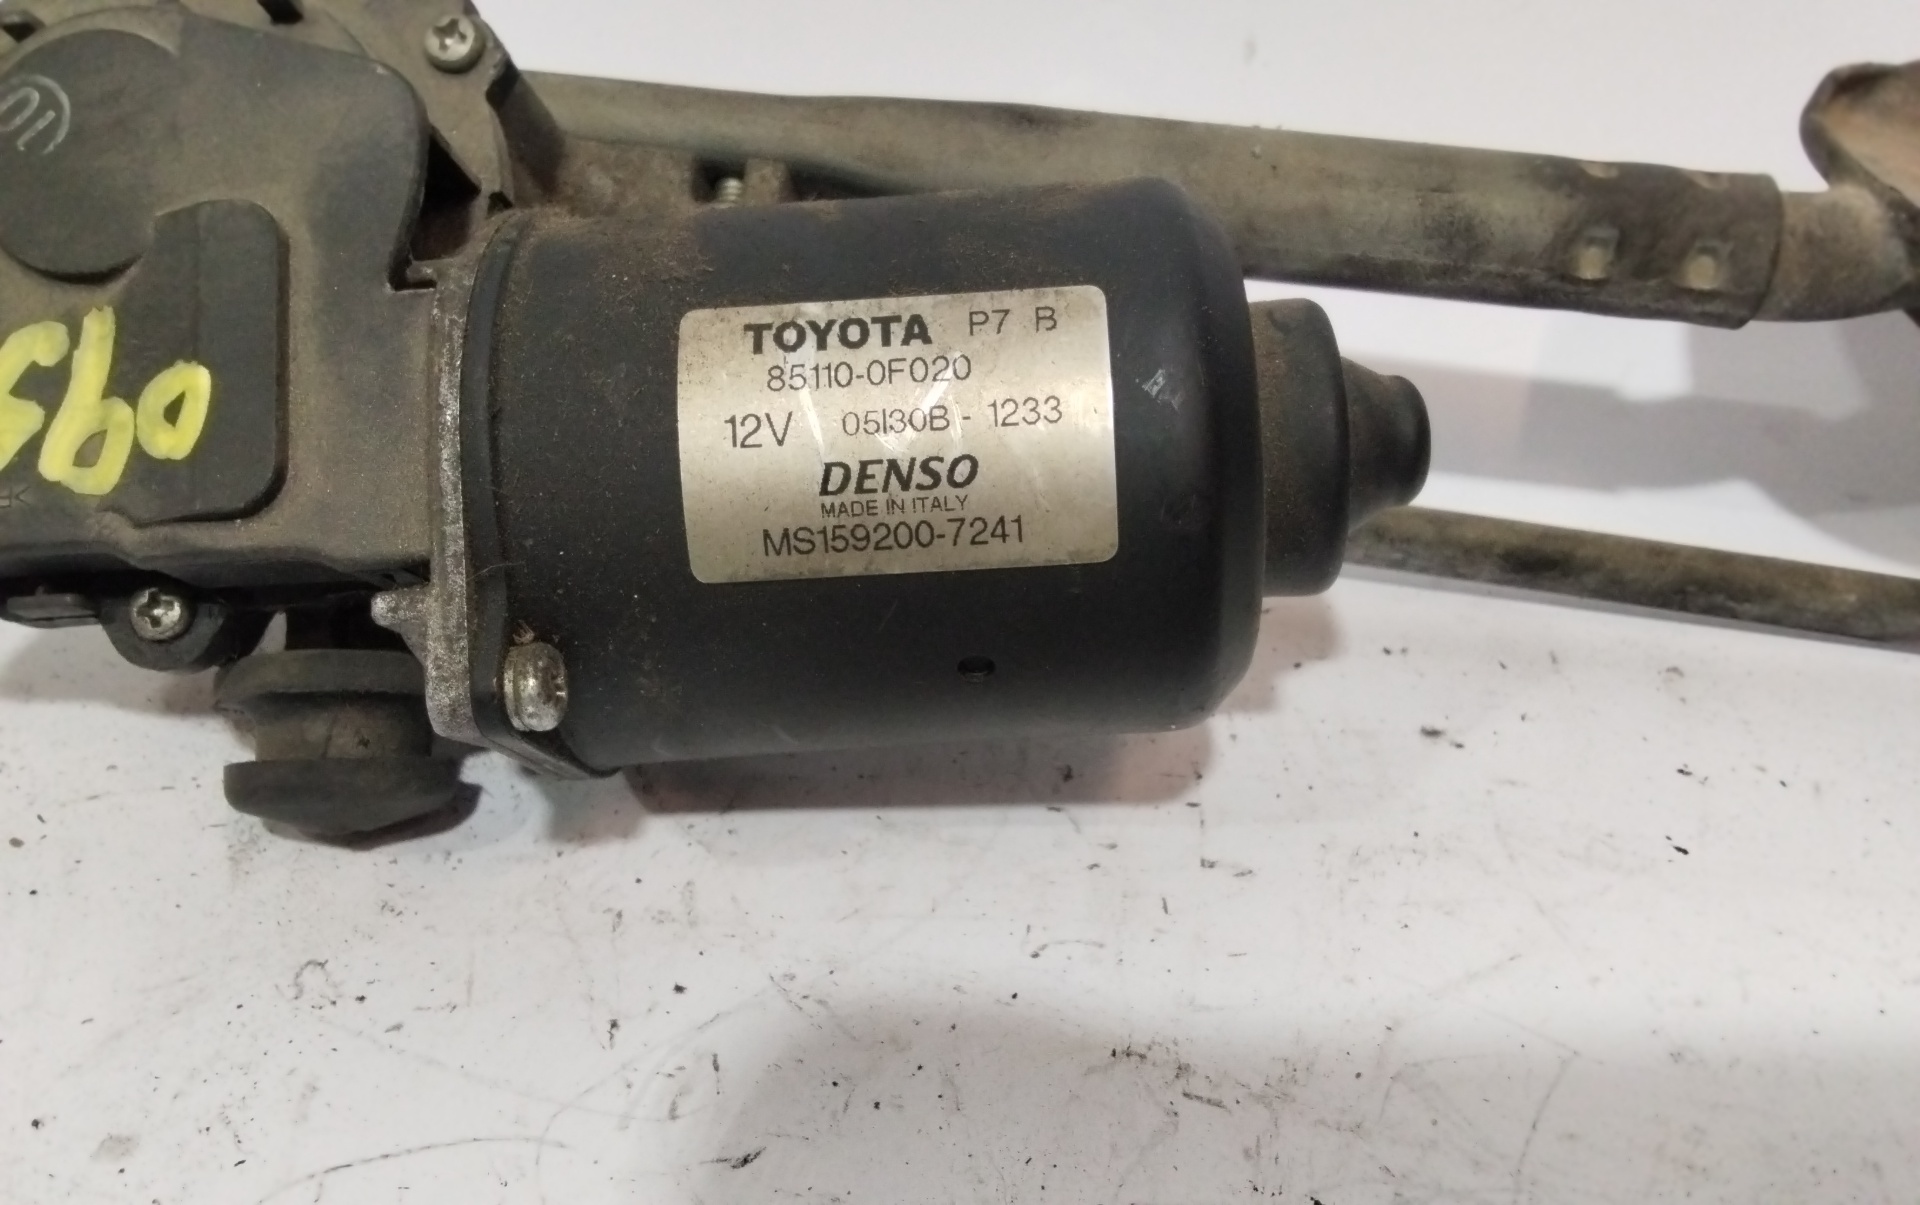 TOYOTA P7 B
85110-0F020
12V 05I30B - 1233
DENSO
MADE IN ITALY
MS159200-7241